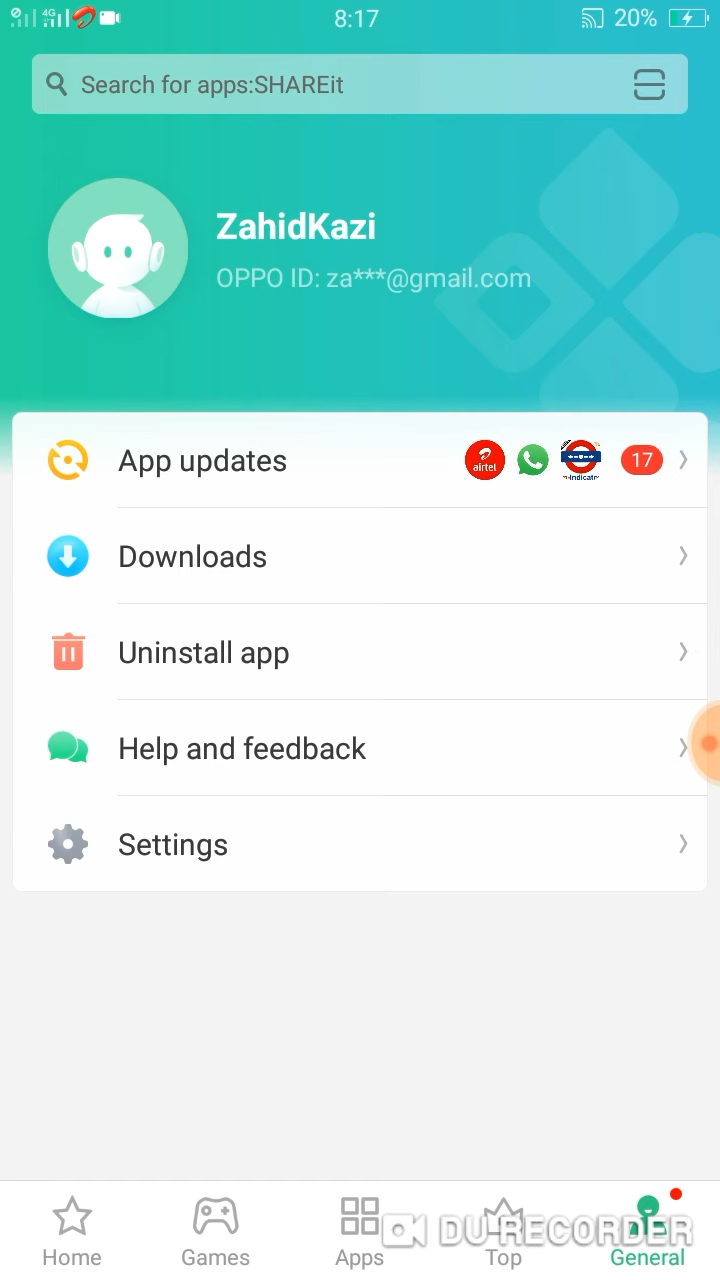 4G
8:17
20%
Search for apps:SHAREit
ZahidKazi
OPPO ID: za***@gmail.com
App updates
airtel
17
Downloads
Uninstall app
Help and feedback
Settings
DU RECORDER
Home
Games
Apps
Top
General